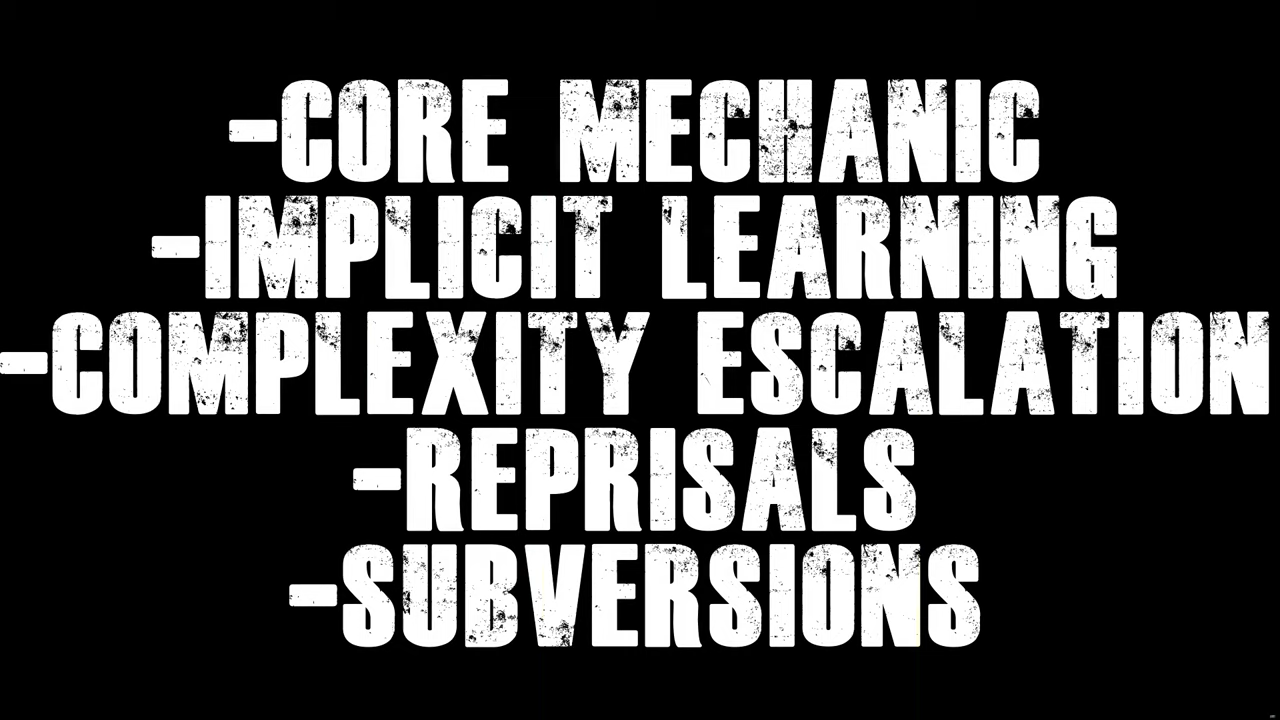 -CORE MECHANIC
-IMPLICIT LEARNING
-COMPLEXITY ESCALATION
-REPRISALS
-SUBVERSIONS